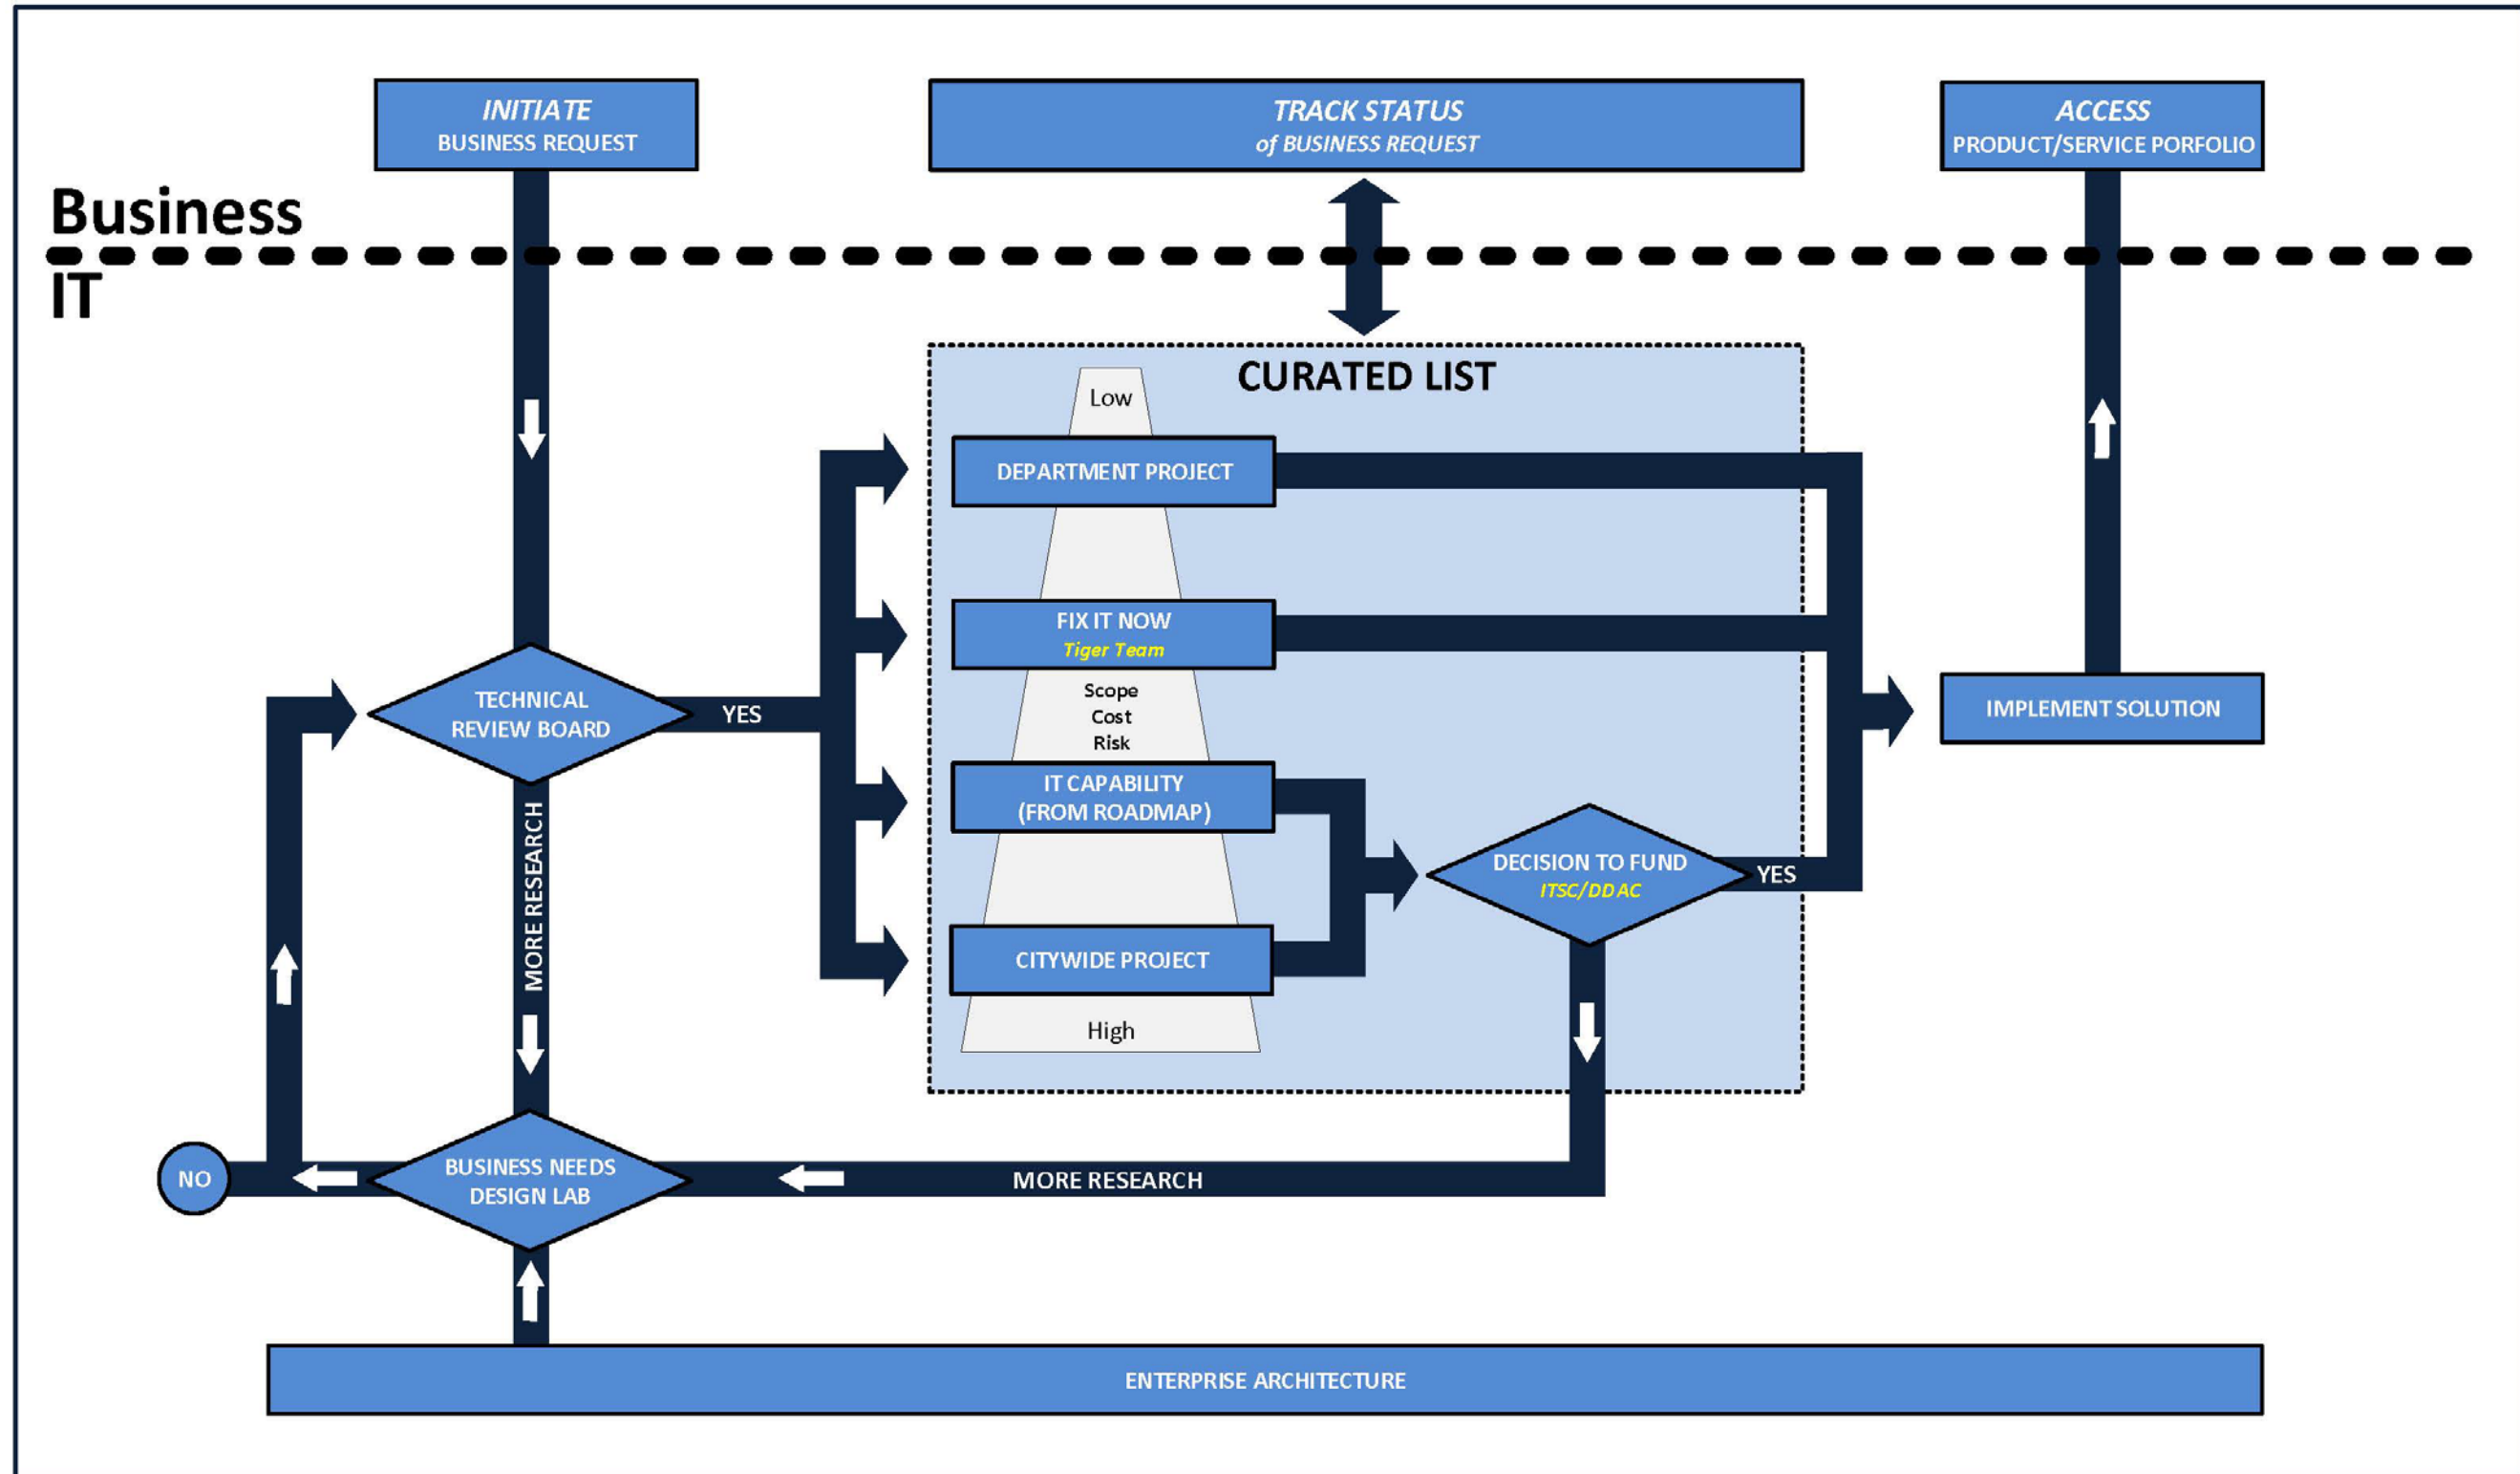 INITIATE
BUSINESS REQUEST
TRACK STATUS
of BUSINESS REQUEST
ACCESS
PRODUCT/SERVICE PORFOLIO
Business
IT
CURATED LIST
Low
DEPARTMENT PROJECT
FIX IT NOW
Tiger Team
Scope
Cost
Risk
TECHNICAL
REVIEW BOARD
YES
IMPLEMENT SOLUTION
IT CAPABILITY
(FROM ROADMAP)
DECISION TO FUND
ITSC/DDAC
YES
MORE RESEARCH
CITYWIDE PROJECT
High
NO
BUSINESS NEEDS
DESIGN LAB
MORE RESEARCH
ENTERPRISE ARCHITECTURE